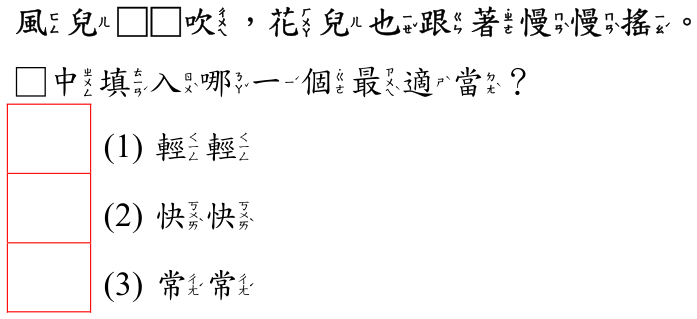 風兒□□吹，花兒也跟著慢慢搖。
□中填入哪一個最適當？
(1) 輕輕
(2) 快快
(3) 常常